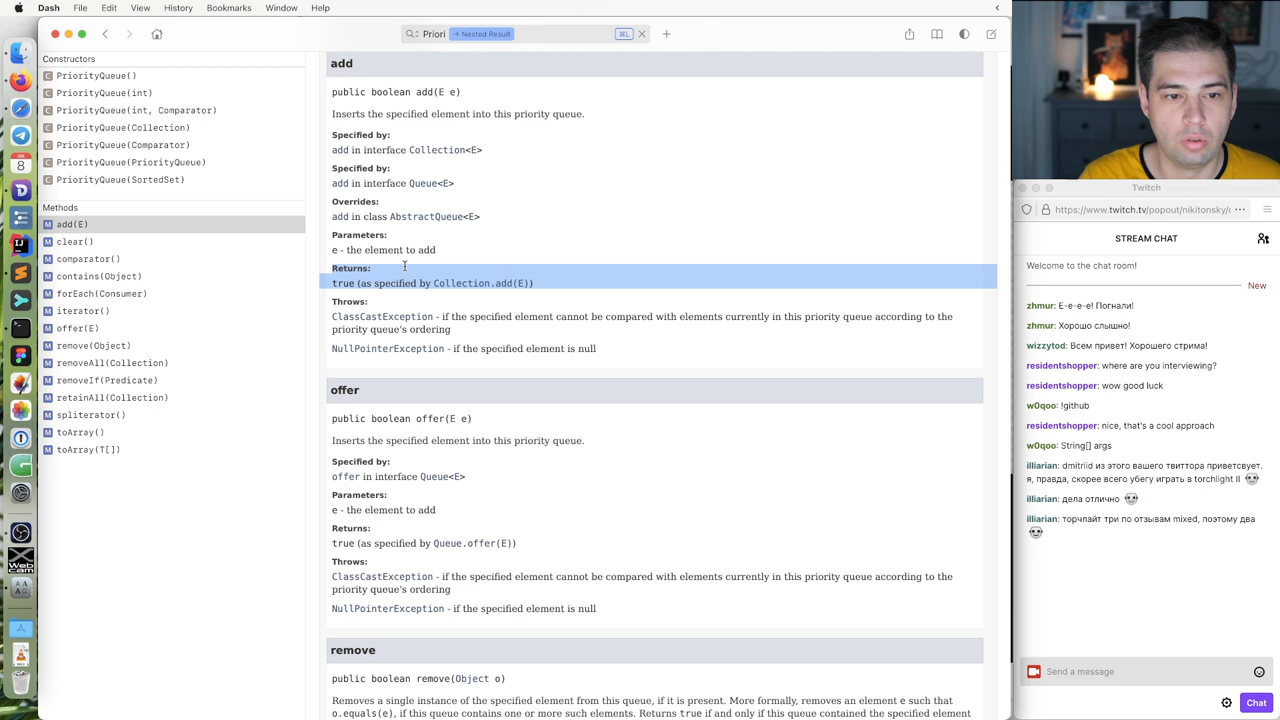 Dash File Edit View History Bookmarks Window Help
Priori → Nested Result ⌘L
Constructors
C PriorityQueue()
C PriorityQueue(int)
C PriorityQueue(int, Comparator)
C PriorityQueue(Collection)
C PriorityQueue(Comparator)
C PriorityQueue(PriorityQueue)
C PriorityQueue(SortedSet)
Methods
M add(E)
M clear()
M comparator()
M contains(Object)
M forEach(Consumer)
M iterator()
M offer(E)
M remove(Object)
M removeAll(Collection)
M removeIf(Predicate)
M retainAll(Collection)
M spliterator()
M toArray()
M toArray(T[])
add
public boolean add(E e)
Inserts the specified element into this priority queue.
Specified by:
add in interface Collection<E>
Specified by:
add in interface Queue<E>
Overrides:
add in class AbstractQueue<E>
Parameters:
e - the element to add
Returns:
true (as specified by Collection.add(E))
Throws:
ClassCastException - if the specified element cannot be compared with elements currently in this priority queue according to the
priority queue's ordering
NullPointerException - if the specified element is null
offer
public boolean offer(E e)
Inserts the specified element into this priority queue.
Specified by:
offer in interface Queue<E>
Parameters:
e - the element to add
Returns:
true (as specified by Queue.offer(E))
Throws:
ClassCastException - if the specified element cannot be compared with elements currently in this priority queue according to the
priority queue's ordering
NullPointerException - if the specified element is null
remove
public boolean remove(Object o)
Removes a single instance of the specified element from this queue, if it is present. More formally, removes an element e such that
o.equals(e), if this queue contains one or more such elements. Returns true if and only if this queue contained the specified element
Twitch
https://www.twitch.tv/popout/nikitonsky/
STREAM CHAT
Welcome to the chat room!
New
zhmur: Е-е-е-е! Погнали!
zhmur: Хорошо слышно!
wizzytod: Всем привет! Хорошего стрима!
residentshopper: where are you interviewing?
residentshopper: wow good luck
w0qoo: !github
residentshopper: nice, that's a cool approach
w0qoo: String[] args
illiarian: dmitriid из этого вашего твиттора приветсвует.
я, правда, скорее всего убегу играть в torchlight II
illiarian: дела отлично
illiarian: торчлайт три по отзывам mixed, поэтому два
Send a message
Chat